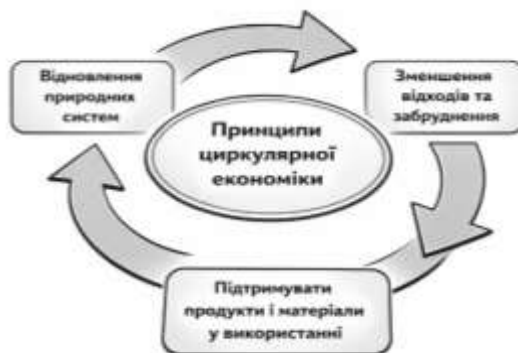 Відновлення
природних
систем
Зменшення
відходів та
забруднення
Принципи
циркулярної
економіки
Підтримувати
продукти і матеріали
у використанні